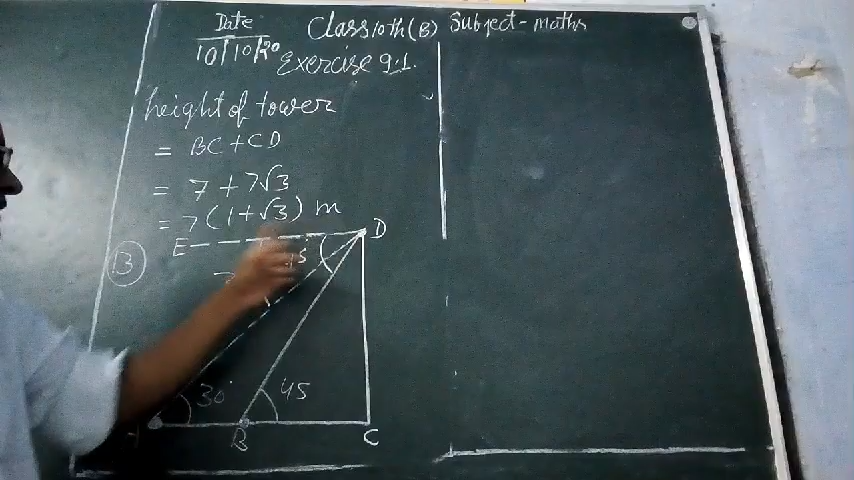 Date
10/10/20
Class 10th (B) Subject - maths
Exercise 9.1.
height of tower
= BC + CD
= 7 + 7√3
= 7(1+√3) m
E
D
13
45
30°
45
A
B
C